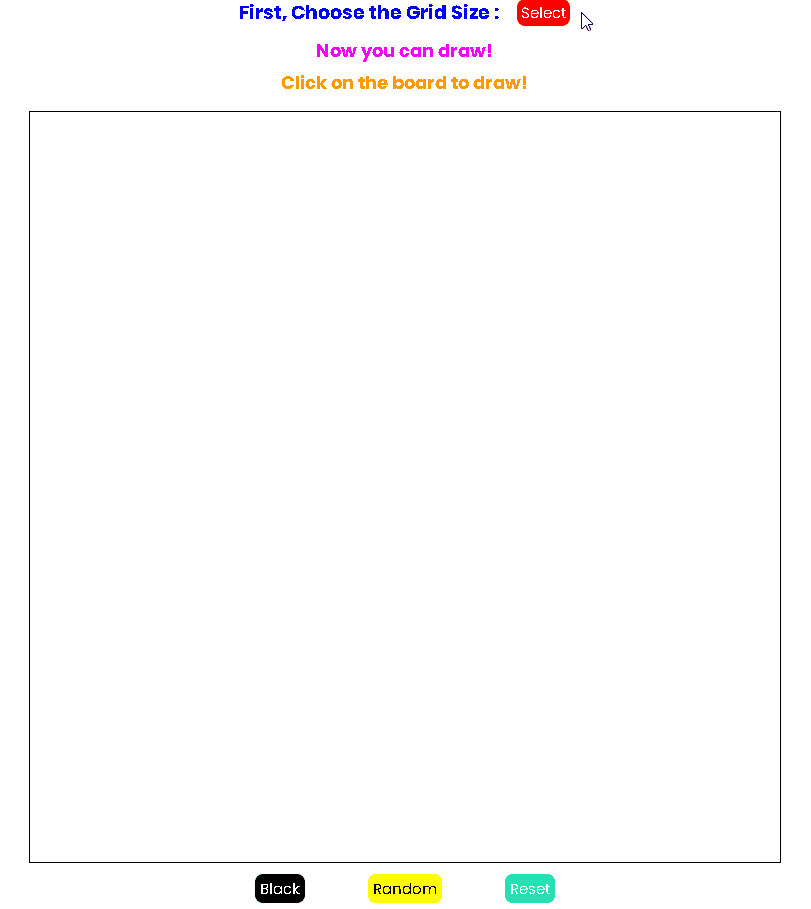 First, Choose the Grid Size : Select
Now you can draw!
Click on the board to draw!
Black Random Reset